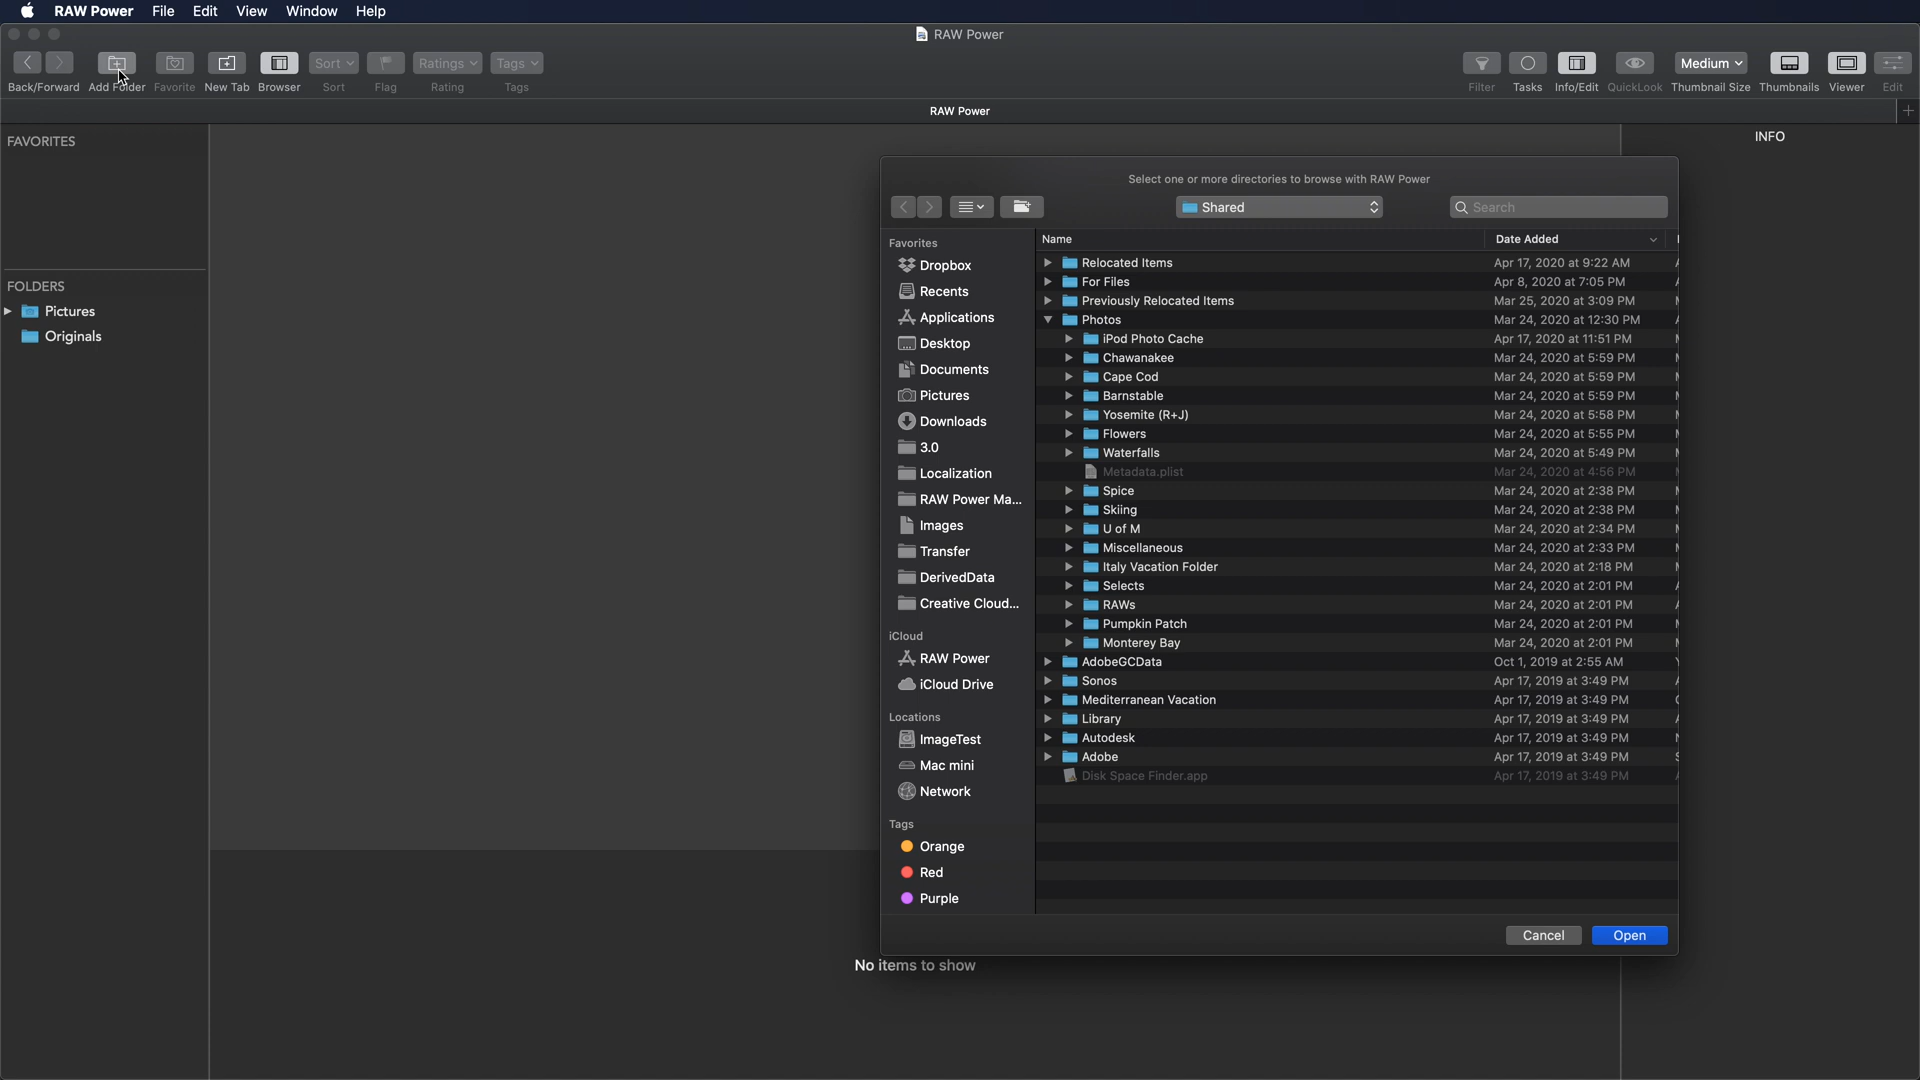 RAW Power File Edit View Window Help
RAW Power
Sort Ratings Tags Medium
Back/Forward Add Folder Favorite New Tab Browser Sort Flag Rating Tags Filter Tasks Info/Edit QuickLook Thumbnail Size Thumbnails Viewer Edit
RAW Power
FAVORITES
FOLDERS
Pictures
Originals
INFO
Select one or more directories to browse with RAW Power
Shared Search
Favorites
Dropbox
Recents
Applications
Desktop
Documents
Pictures
Downloads
3.0
Localization
RAW Power Ma...
Images
Transfer
DerivedData
Creative Cloud...
iCloud
RAW Power
iCloud Drive
Locations
ImageTest
Mac mini
Network
Tags
Orange
Red
Purple
Name Date Added
Relocated Items Apr 17, 2020 at 9:22 AM
For Files Apr 8, 2020 at 7:05 PM
Previously Relocated Items Mar 25, 2020 at 3:09 PM
Photos Mar 24, 2020 at 12:30 PM
iPod Photo Cache Apr 17, 2020 at 11:51 PM
Chawanakee Mar 24, 2020 at 5:59 PM
Cape Cod Mar 24, 2020 at 5:59 PM
Barnstable Mar 24, 2020 at 5:59 PM
Yosemite (R+J) Mar 24, 2020 at 5:58 PM
Flowers Mar 24, 2020 at 5:55 PM
Waterfalls Mar 24, 2020 at 5:49 PM
Metadata.plist Mar 24, 2020 at 4:56 PM
Spice Mar 24, 2020 at 2:38 PM
Skiing Mar 24, 2020 at 2:38 PM
U of M Mar 24, 2020 at 2:34 PM
Miscellaneous Mar 24, 2020 at 2:33 PM
Italy Vacation Folder Mar 24, 2020 at 2:18 PM
Selects Mar 24, 2020 at 2:01 PM
RAWs Mar 24, 2020 at 2:01 PM
Pumpkin Patch Mar 24, 2020 at 2:01 PM
Monterey Bay Mar 24, 2020 at 2:01 PM
AdobeGCData Oct 1, 2019 at 2:55 AM
Sonos Apr 17, 2019 at 3:49 PM
Mediterranean Vacation Apr 17, 2019 at 3:49 PM
Library Apr 17, 2019 at 3:49 PM
Autodesk Apr 17, 2019 at 3:49 PM
Adobe Apr 17, 2019 at 3:49 PM
Disk Space Finder.app Apr 17, 2019 at 3:49 PM
Cancel Open
No items to show